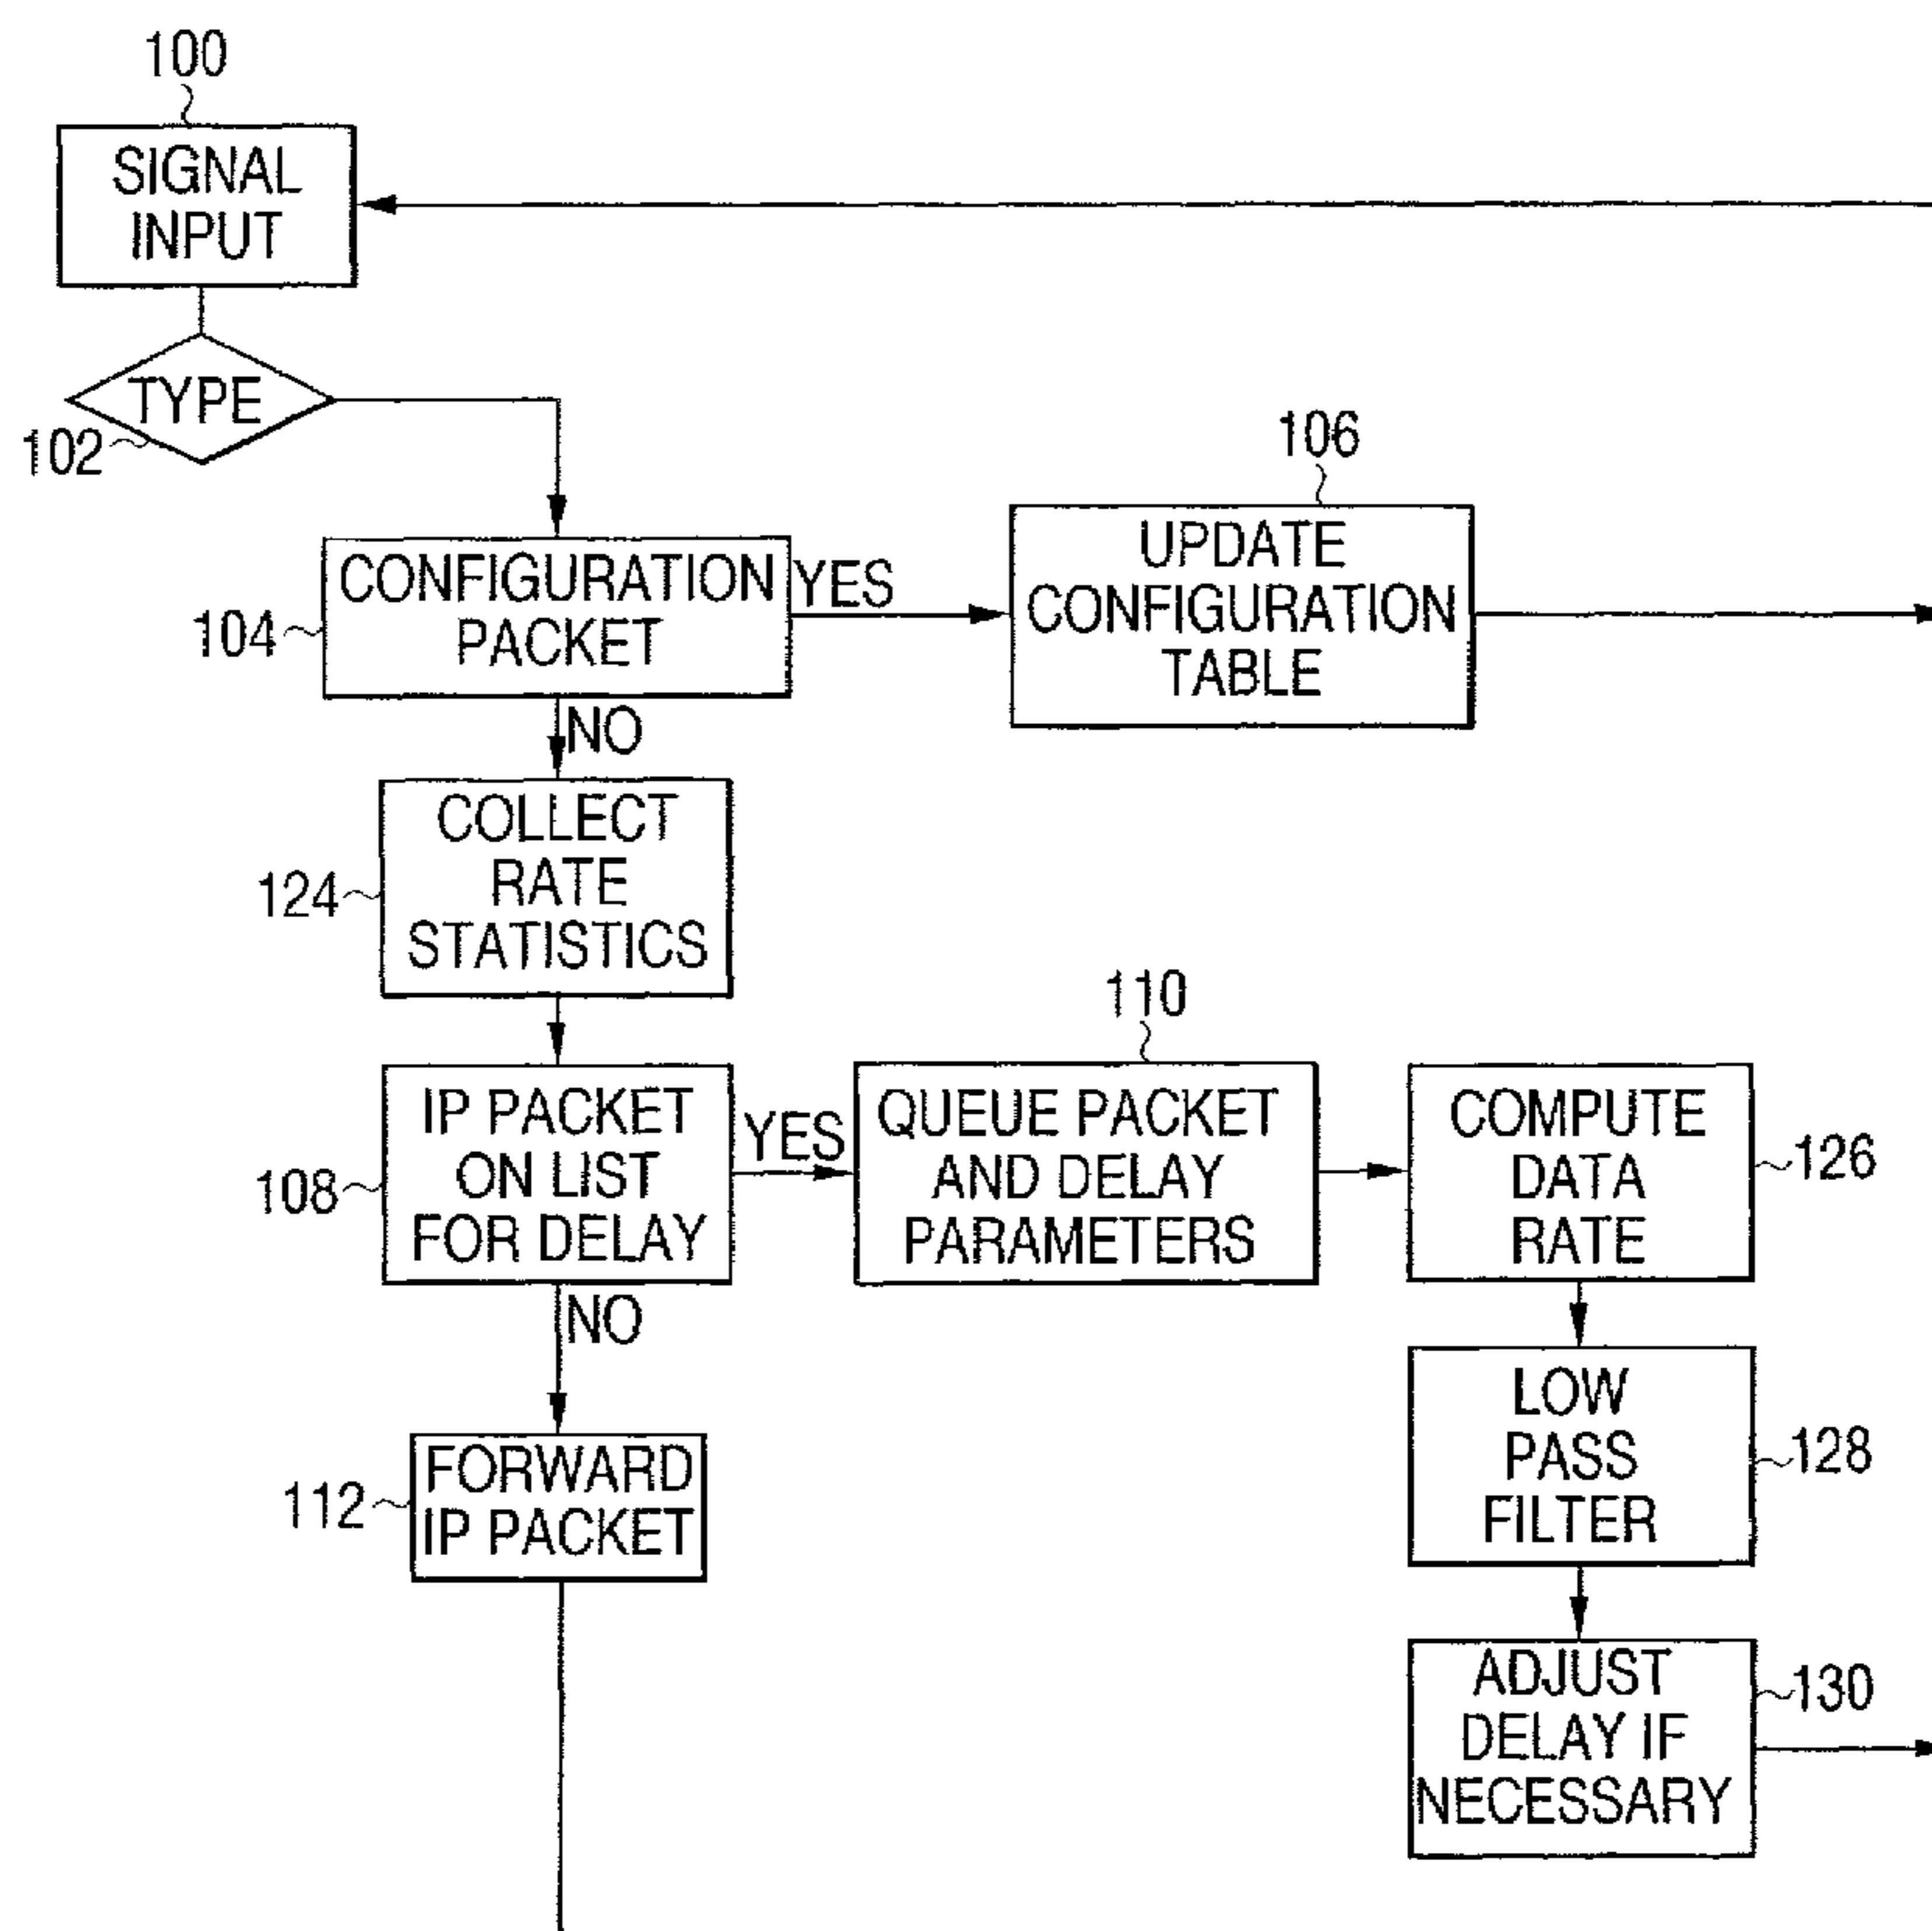 100
SIGNAL
INPUT
TYPE
102
106
UPDATE
CONFIGURATION
TABLE
CONFIGURATION
PACKET
YES
104
NO
COLLECT
RATE
STATISTICS
124
110
IP PACKET
ON LIST
FOR DELAY
108
YES
QUEUE PACKET
AND DELAY
PARAMETERS
COMPUTE
DATA
RATE
126
NO
LOW
PASS
FILTER
128
FORWARD
IP PACKET
112
ADJUST
DELAY IF
NECESSARY
130